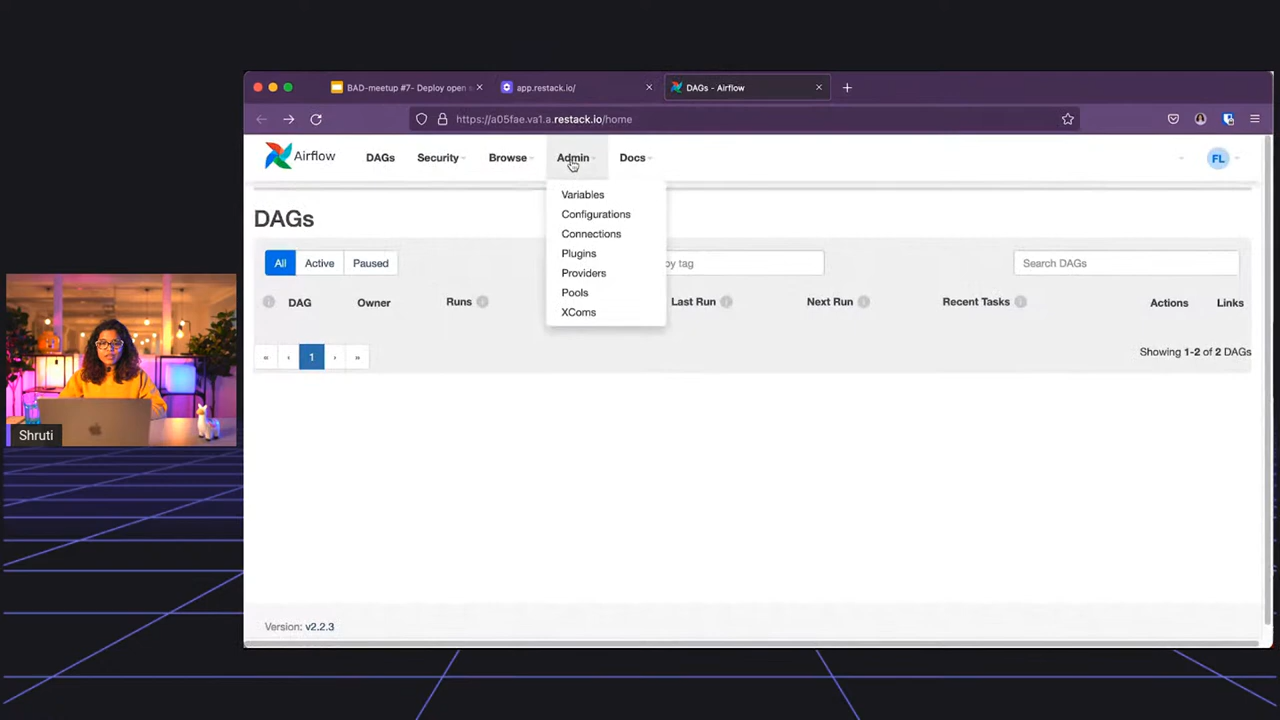 BAD-meetup #7- Deploy open
app.restack.io/
DAGs - Airflow
https://a05fae.va1.a.restack.io/home
Airflow
DAGs
Security
Browse
Admin
Docs
FL
Variables
Configurations
Connections
Plugins
Providers
Pools
XComs
DAGs
All
Active
Paused
by tag
Search DAGs
DAG
Owner
Runs
Last Run
Next Run
Recent Tasks
Actions
Links
« ‹ 1 › »
Showing 1-2 of 2 DAGs
Version: v2.2.3
Shruti